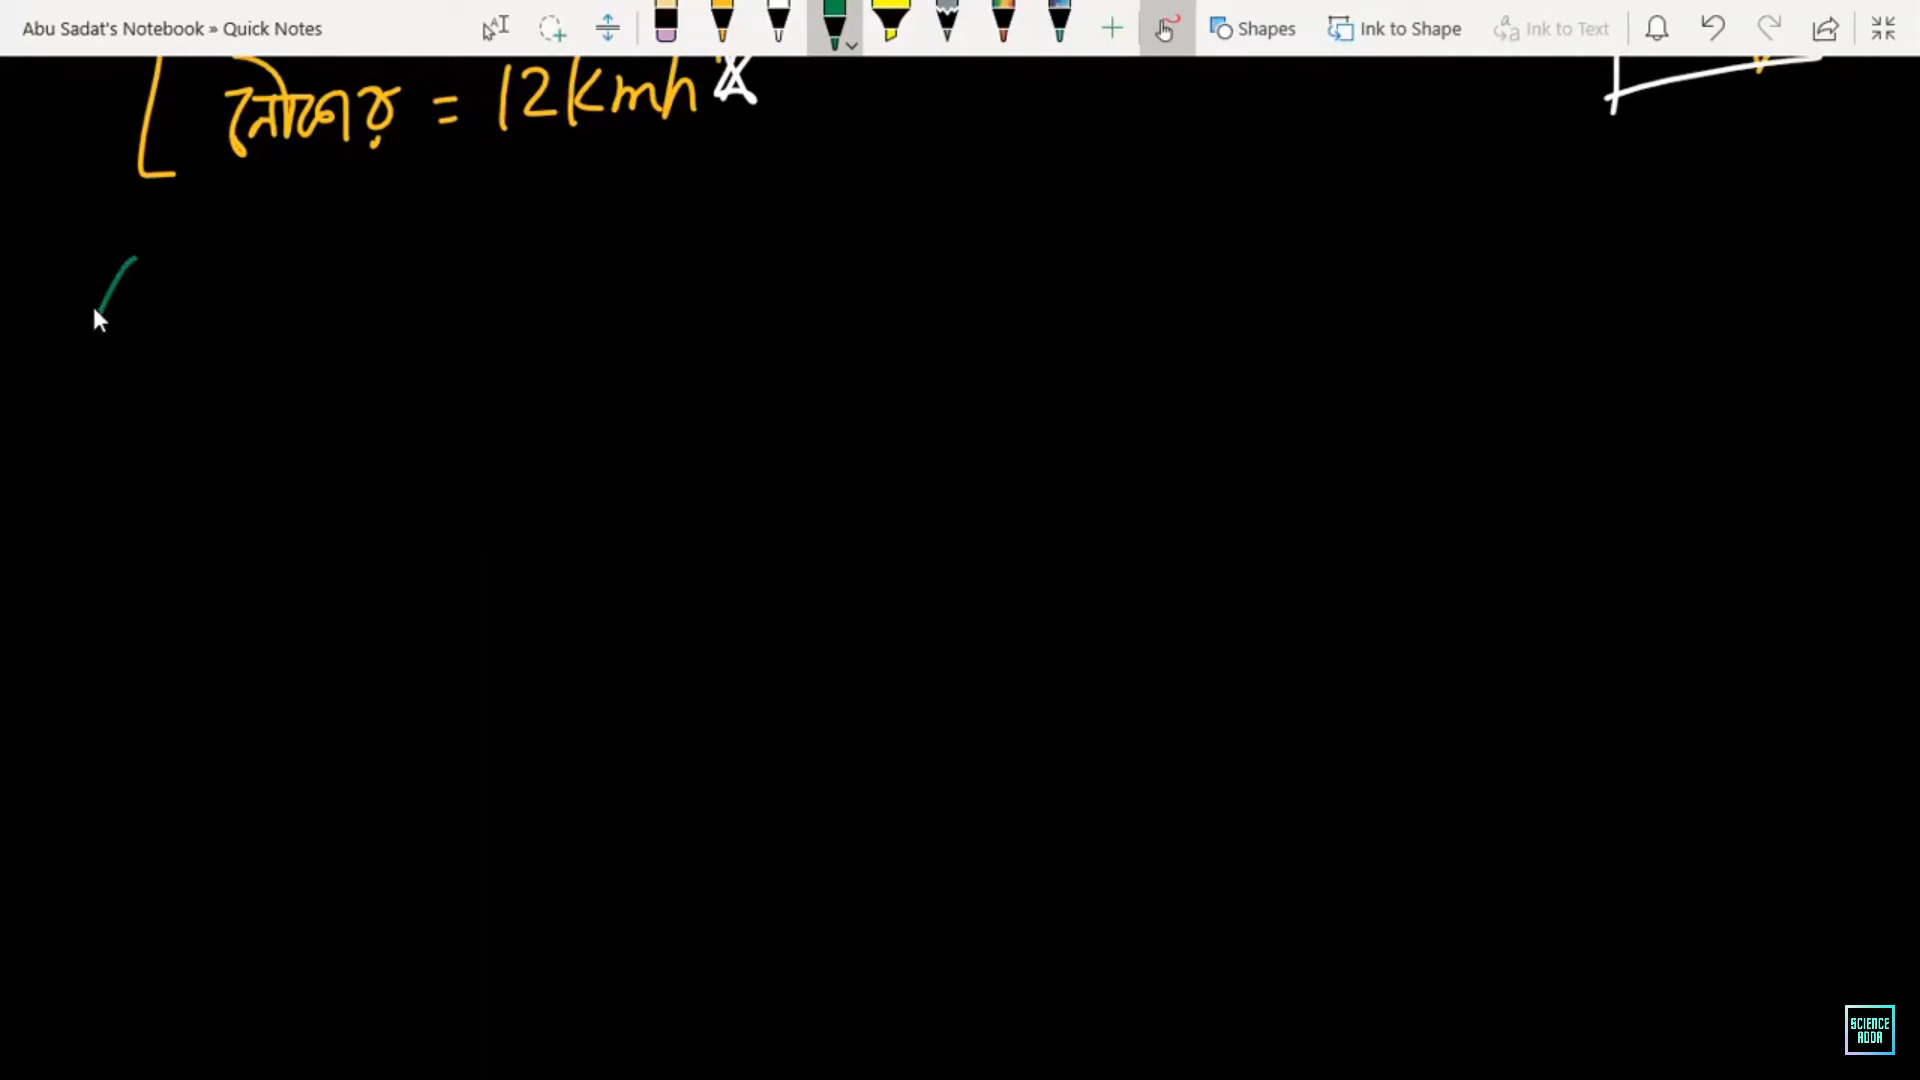 Abu Sadat's Notebook » Quick Notes
Shapes
Ink to Shape
Ink to Text
= 12kmh
SCIENCE
ADDA